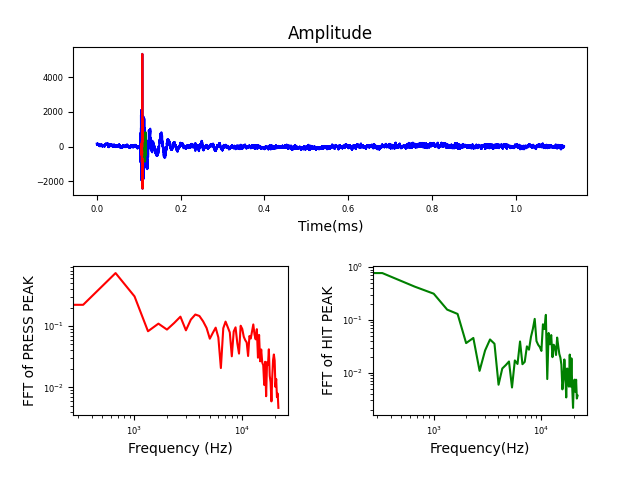 Amplitude
4000
2000
0
−2000
0.0 0.2 0.4 0.6 0.8 1.0
Time(ms)
FFT of PRESS PEAK
10⁻¹
10⁻²
10³ 10⁴
Frequency (Hz)
FFT of HIT PEAK
10⁰
10⁻¹
10⁻²
10³ 10⁴
Frequency(Hz)